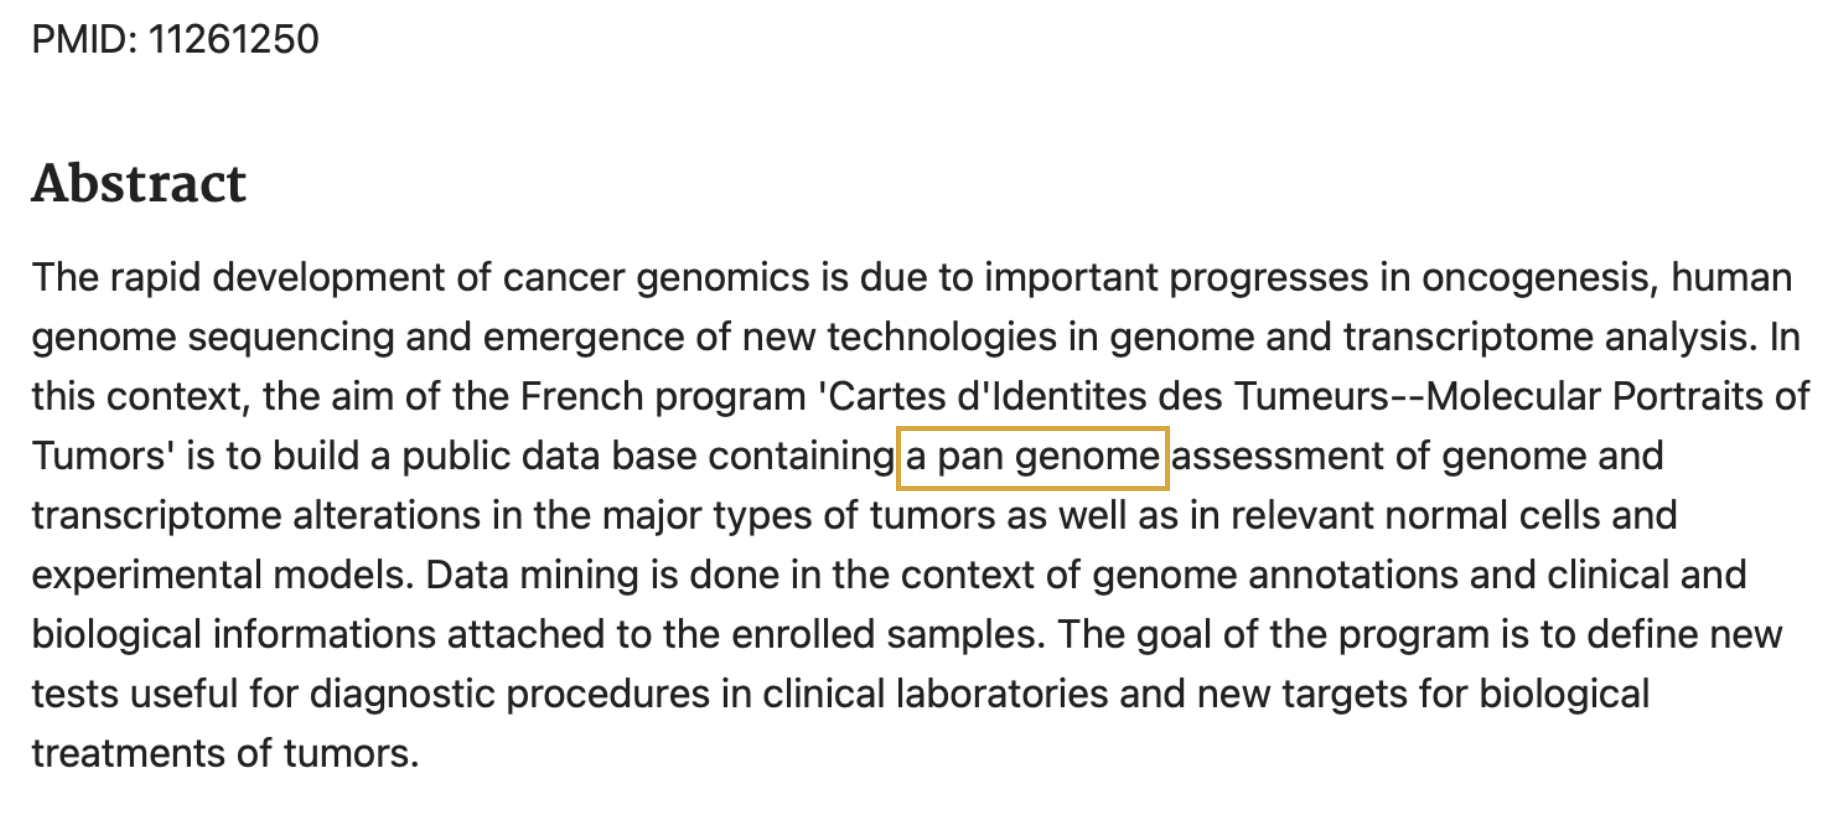 PMID: 11261250
Abstract
The rapid development of cancer genomics is due to important progresses in oncogenesis, human
genome sequencing and emergence of new technologies in genome and transcriptome analysis. In
this context, the aim of the French program 'Cartes d'Identites des Tumeurs--Molecular Portraits of
Tumors' is to build a public data base containing a pan genome assessment of genome and
transcriptome alterations in the major types of tumors as well as in relevant normal cells and
experimental models. Data mining is done in the context of genome annotations and clinical and
biological informations attached to the enrolled samples. The goal of the program is to define new
tests useful for diagnostic procedures in clinical laboratories and new targets for biological
treatments of tumors.